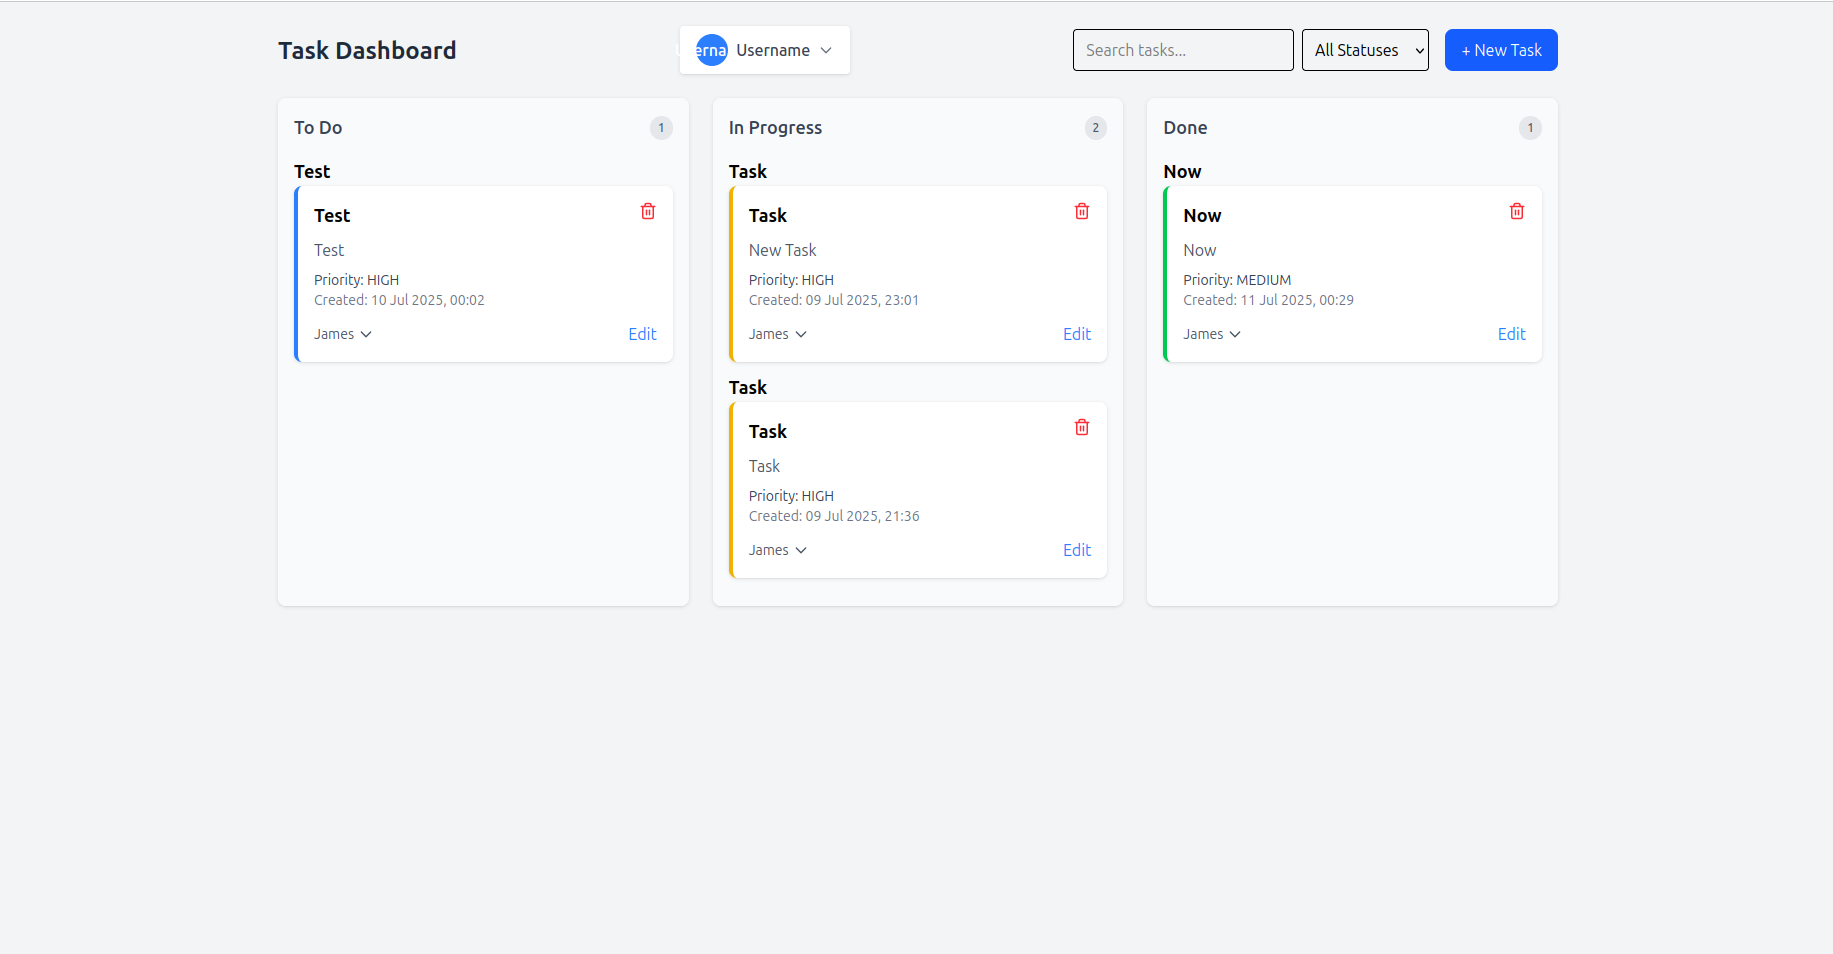 Task Dashboard
Username
Search tasks...
All Statuses
+ New Task
To Do
1
Test
Test
Test
Priority: HIGH
Created: 10 Jul 2025, 00:02
James
Edit
In Progress
2
Task
Task
New Task
Priority: HIGH
Created: 09 Jul 2025, 23:01
James
Edit
Task
Task
Task
Priority: HIGH
Created: 09 Jul 2025, 21:36
James
Edit
Done
1
Now
Now
Now
Priority: MEDIUM
Created: 11 Jul 2025, 00:29
James
Edit